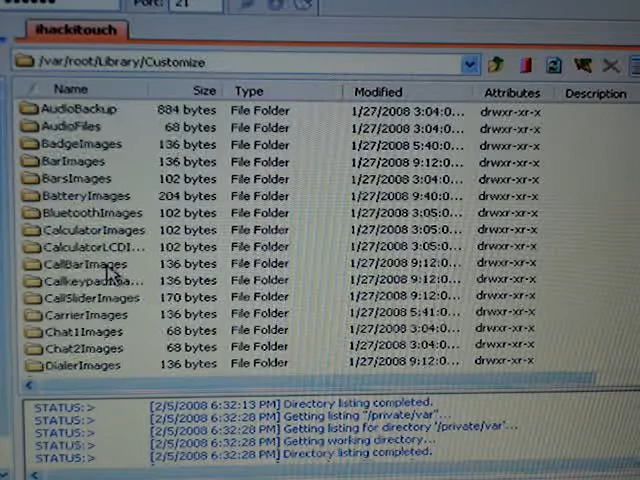 Port: 21
ihackitouch
/var/root/Library/Customize
Name Size Type Modified Attributes Description
AudioBackup 884 bytes File Folder 1/27/2008 3:04:0... drwxr-xr-x
AudioFiles 68 bytes File Folder 1/27/2008 3:04:0... drwxr-xr-x
BadgeImages 136 bytes File Folder 1/27/2008 5:40:0... drwxr-xr-x
BarImages 136 bytes File Folder 1/27/2008 9:12:0... drwxr-xr-x
BarsImages 102 bytes File Folder 1/27/2008 3:04:0... drwxr-xr-x
BatteryImages 204 bytes File Folder 1/27/2008 9:40:0... drwxr-xr-x
BluetoothImages 102 bytes File Folder 1/27/2008 3:05:0... drwxr-xr-x
CalculatorImages 102 bytes File Folder 1/27/2008 3:05:0... drwxr-xr-x
CalculatorLCDI... 102 bytes File Folder 1/27/2008 3:05:0... drwxr-xr-x
CallBarImages 136 bytes File Folder 1/27/2008 9:12:0... drwxr-xr-x
CallkeypadIma... 136 bytes File Folder 1/27/2008 9:12:0... drwxr-xr-x
CallSliderImages 170 bytes File Folder 1/27/2008 9:12:0... drwxr-xr-x
CarrierImages 136 bytes File Folder 1/27/2008 5:41:0... drwxr-xr-x
Chat1Images 68 bytes File Folder 1/27/2008 3:04:0... drwxr-xr-x
Chat2Images 68 bytes File Folder 1/27/2008 3:04:0... drwxr-xr-x
DialerImages 136 bytes File Folder 1/27/2008 9:12:0... drwxr-xr-x
STATUS:> [2/5/2008 6:32:13 PM] Directory listing completed.
STATUS:> [2/5/2008 6:32:28 PM] Getting listing "/private/var"...
STATUS:> [2/5/2008 6:32:28 PM] Getting listing for directory '/private/var'...
STATUS:> [2/5/2008 6:32:28 PM] Getting working directory...
STATUS:> [2/5/2008 6:32:28 PM] Directory listing completed.